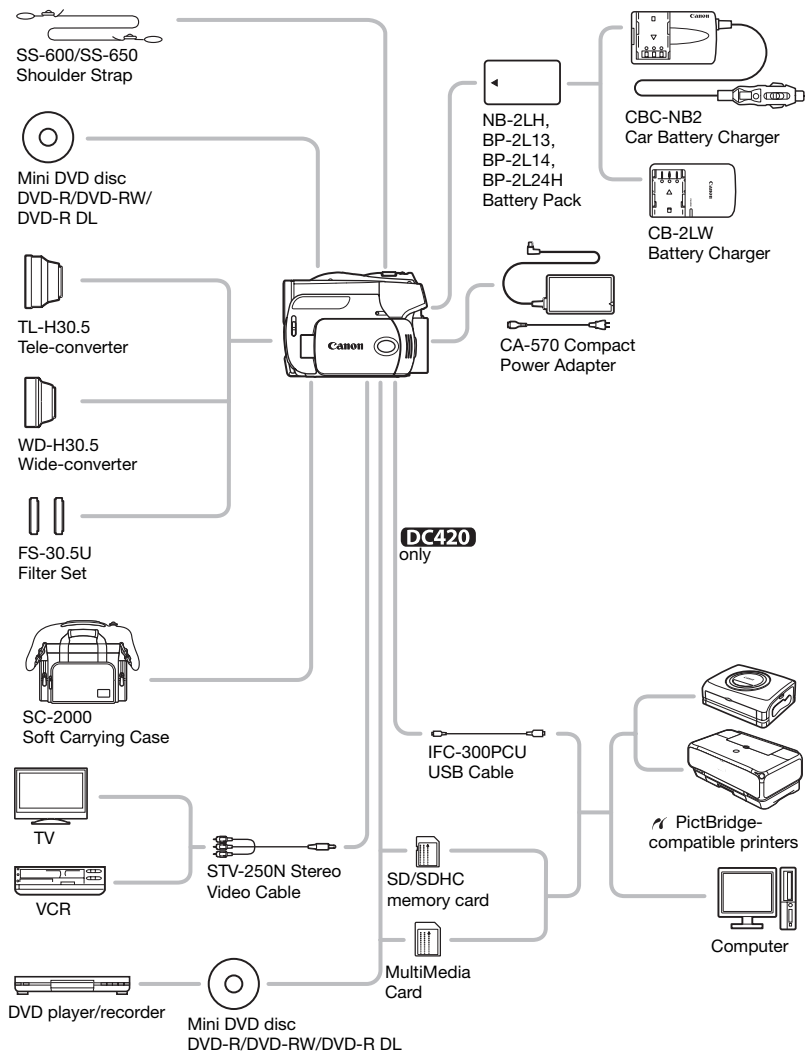 SS-600/SS-650
Shoulder Strap
Mini DVD disc
DVD-R/DVD-RW/
DVD-R DL
TL-H30.5
Tele-converter
WD-H30.5
Wide-converter
FS-30.5U
Filter Set
SC-2000
Soft Carrying Case
TV
VCR
STV-250N Stereo
Video Cable
DVD player/recorder
Mini DVD disc
DVD-R/DVD-RW/DVD-R DL
Canon
NB-2LH,
BP-2L13,
BP-2L14,
BP-2L24H
Battery Pack
Canon
CBC-NB2
Car Battery Charger
Canon
CB-2LW
Battery Charger
CA-570 Compact
Power Adapter
DC420
only
IFC-300PCU
USB Cable
SD/SDHC
memory card
MultiMedia
Card
PictBridge-
compatible printers
Computer